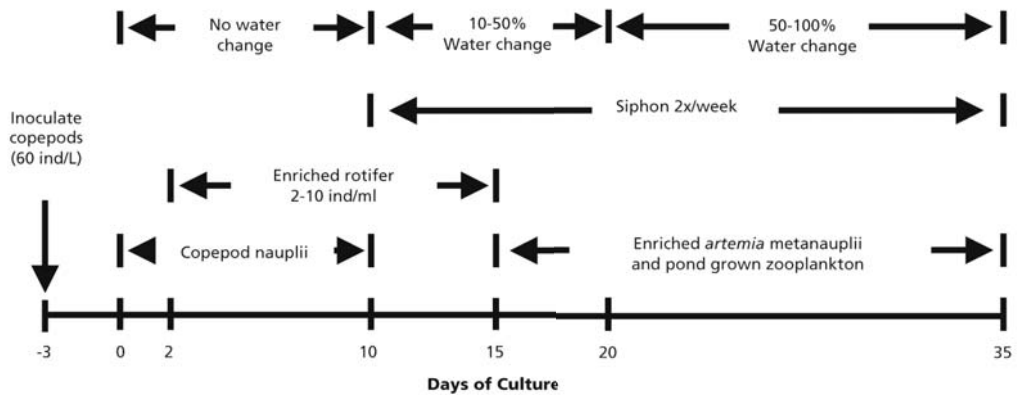 No water
change
10-50%
Water change
50-100%
Water change
Siphon 2x/week
Inoculate
copepods
(60 ind/L)
Enriched rotifer
2-10 ind/ml
Copepod nauplii
Enriched artemia metanauplii
and pond grown zooplankton
-3 0 2 10 15 20 35
Days of Culture